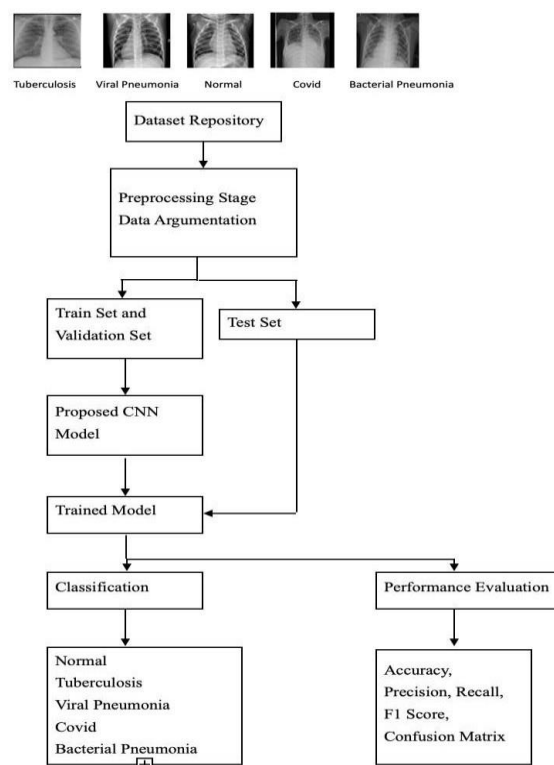 Tuberculosis
Viral Pneumonia
Normal
Covid
Bacterial Pneumonia
Dataset Repository
Preprocessing Stage
Data Argumentation
Train Set and
Validation Set
Test Set
Proposed CNN
Model
Trained Model
Classification
Performance Evaluation
Normal
Tuberculosis
Viral Pneumonia
Covid
Bacterial Pneumonia
Accuracy,
Precision, Recall,
F1 Score,
Confusion Matrix